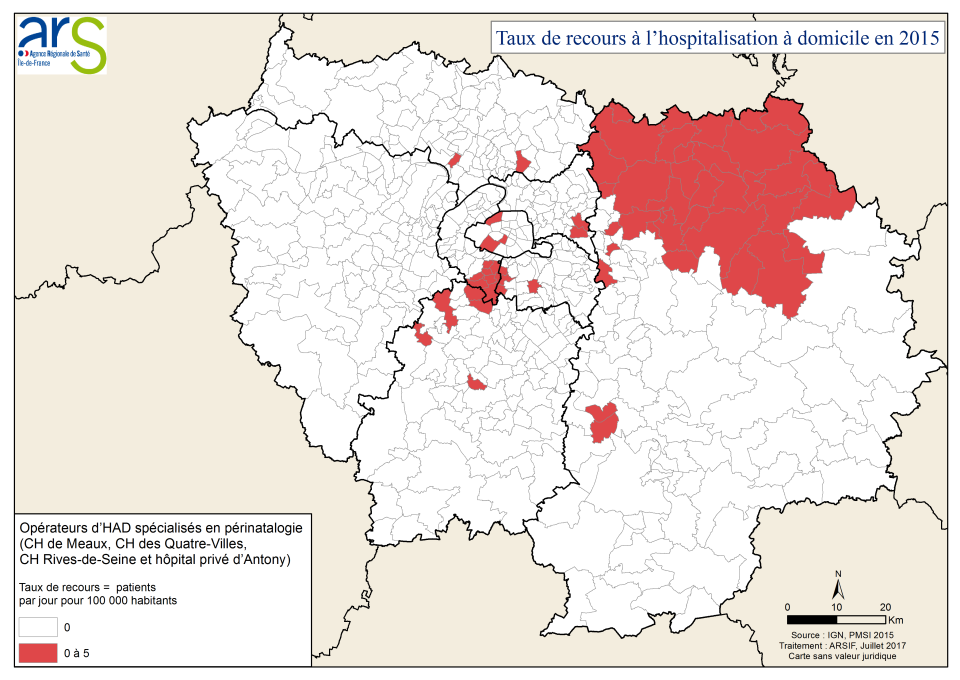 ars
Agence Régionale de Santé
Île-de-France
Taux de recours à l'hospitalisation à domicile en 2015
Opérateurs d'HAD spécialisés en périnatalogie
(CH de Meaux, CH des Quatre-Villes,
CH Rives-de-Seine et hôpital privé d'Antony)
Taux de recours = patients
par jour pour 100 000 habitants
0
0 à 5
N
0 10 20
Km
Source : IGN, PMSI 2015
Traitement : ARSIF, Juillet 2017
Carte sans valeur juridique